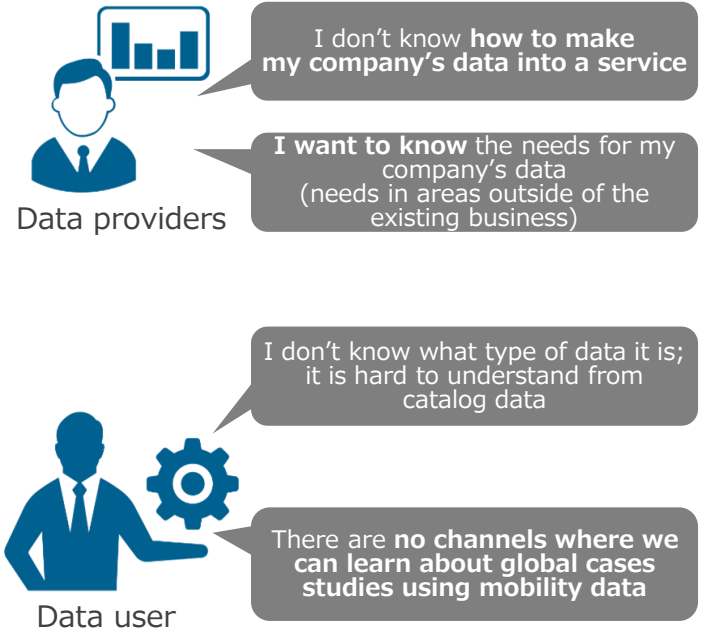 I don’t know how to make
my company’s data into a service
I want to know the needs for my
company’s data
(needs in areas outside of the
existing business)
Data providers
I don’t know what type of data it is;
it is hard to understand from
catalog data
There are no channels where we
can learn about global cases
studies using mobility data
Data user